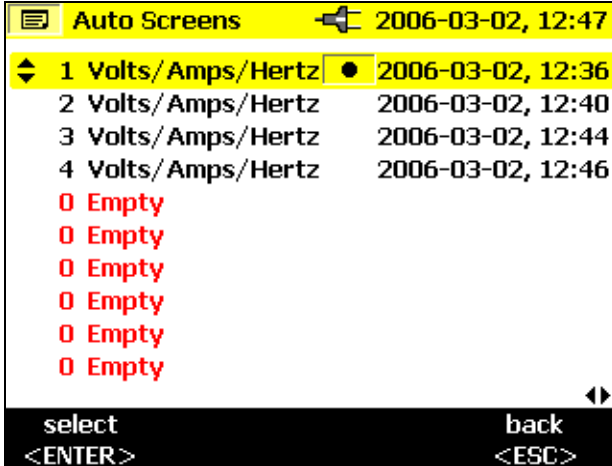 Auto Screens 2006-03-02, 12:47
1 Volts/Amps/Hertz 2006-03-02, 12:36
2 Volts/Amps/Hertz 2006-03-02, 12:40
3 Volts/Amps/Hertz 2006-03-02, 12:44
4 Volts/Amps/Hertz 2006-03-02, 12:46
0 Empty
0 Empty
0 Empty
0 Empty
0 Empty
0 Empty
select back
<ENTER> <ESC>